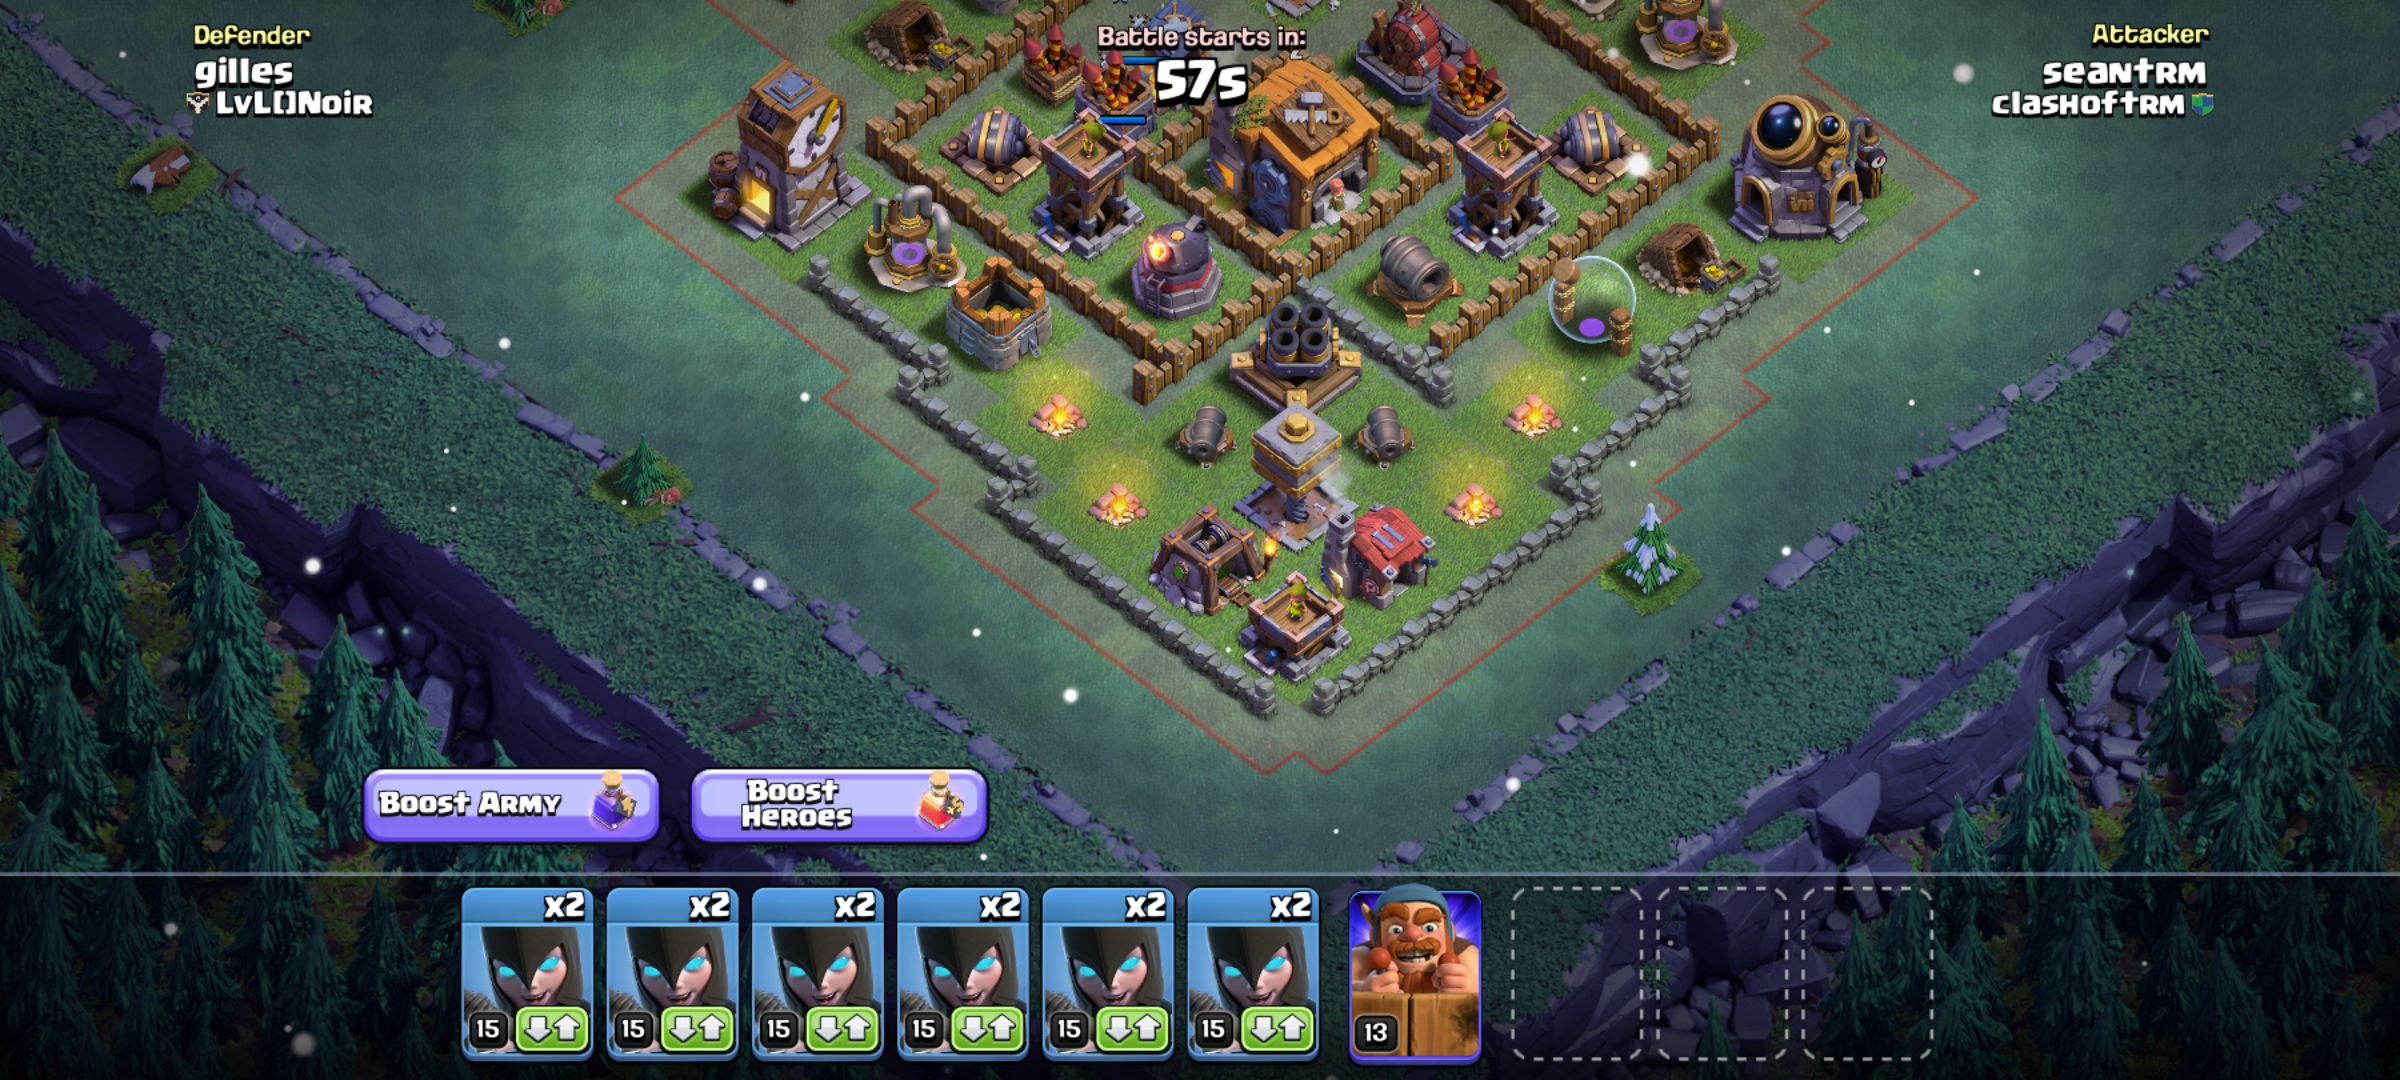 Defender
gilles
LvL[]Noir
Battle starts in:
57s
Attacker
seantRM
clashoftRM
Boost Army
Boost
Heroes
x2
x2
x2
x2
x2
x2
15
15
15
15
15
15
13